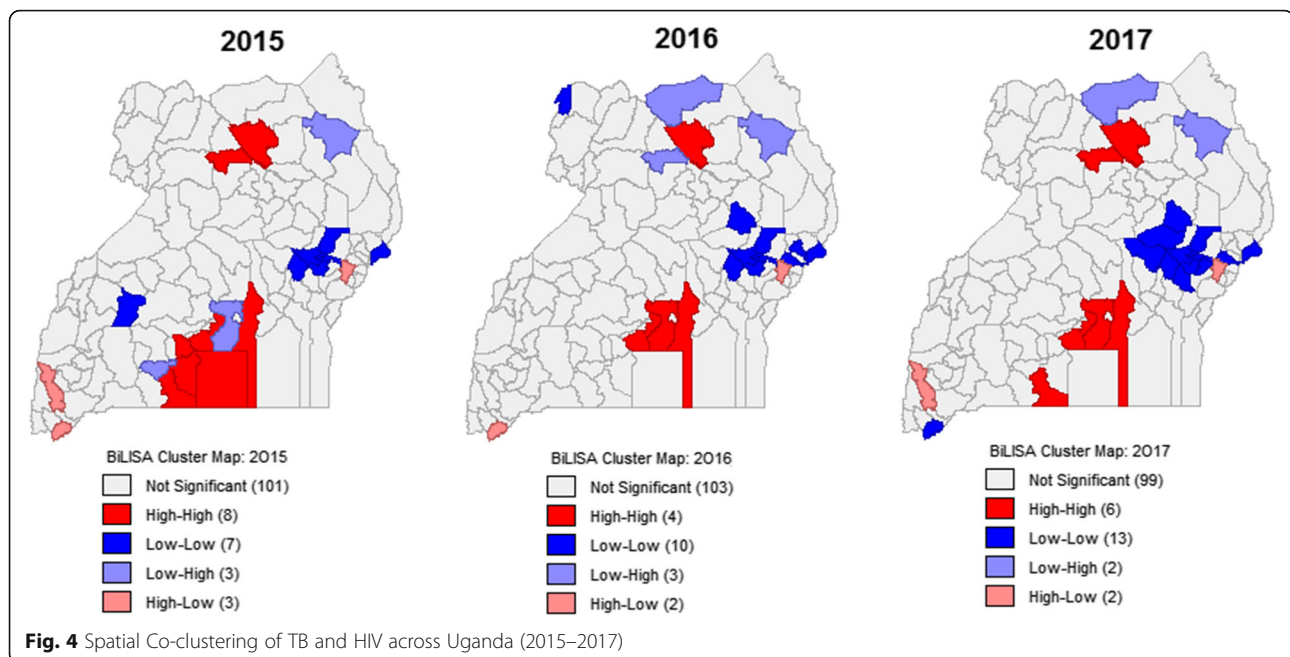 2015
2016
2017
BiLISA Cluster Map: 2015
Not Significant (101)
High-High (8)
Low-Low (7)
Low-High (3)
High-Low (3)
BiLISA Cluster Map: 2016
Not Significant (103)
High-High (4)
Low-Low (10)
Low-High (3)
High-Low (2)
BiLISA Cluster Map: 2017
Not Significant (99)
High-High (6)
Low-Low (13)
Low-High (2)
High-Low (2)
Fig. 4 Spatial Co-clustering of TB and HIV across Uganda (2015–2017)